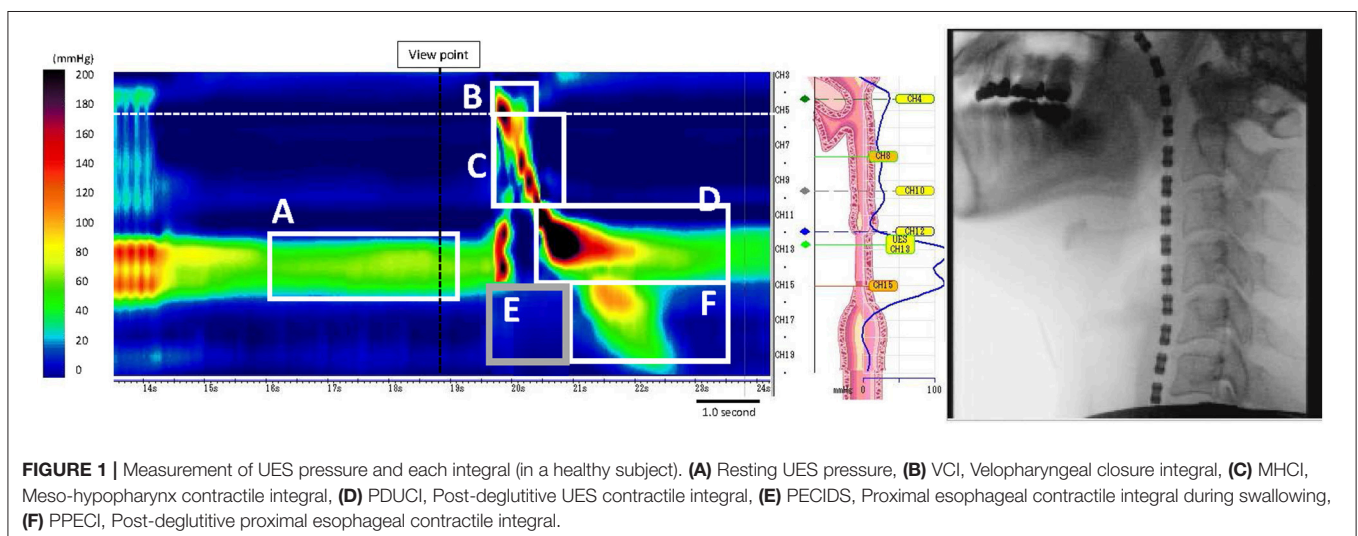 (mmHg)
200
180
160
140
120
100
80
60
40
20
0
View point
A
B
C
D
E
F
CH3
CH5
CH7
CH9
CH11
CH13
CH15
CH17
CH19
14s 15s 16s 17s 18s 19s 20s 21s 22s 23s 24s
1.0 second
CH4
CH8
CH10
CH12
UES
CH13
CH15
mmHg 0 100
FIGURE 1 | Measurement of UES pressure and each integral (in a healthy subject). (A) Resting UES pressure, (B) VCI, Velopharyngeal closure integral, (C) MHCI,
Meso-hypopharynx contractile integral, (D) PDUCI, Post-deglutitive UES contractile integral, (E) PECIDS, Proximal esophageal contractile integral during swallowing,
(F) PPECI, Post-deglutitive proximal esophageal contractile integral.